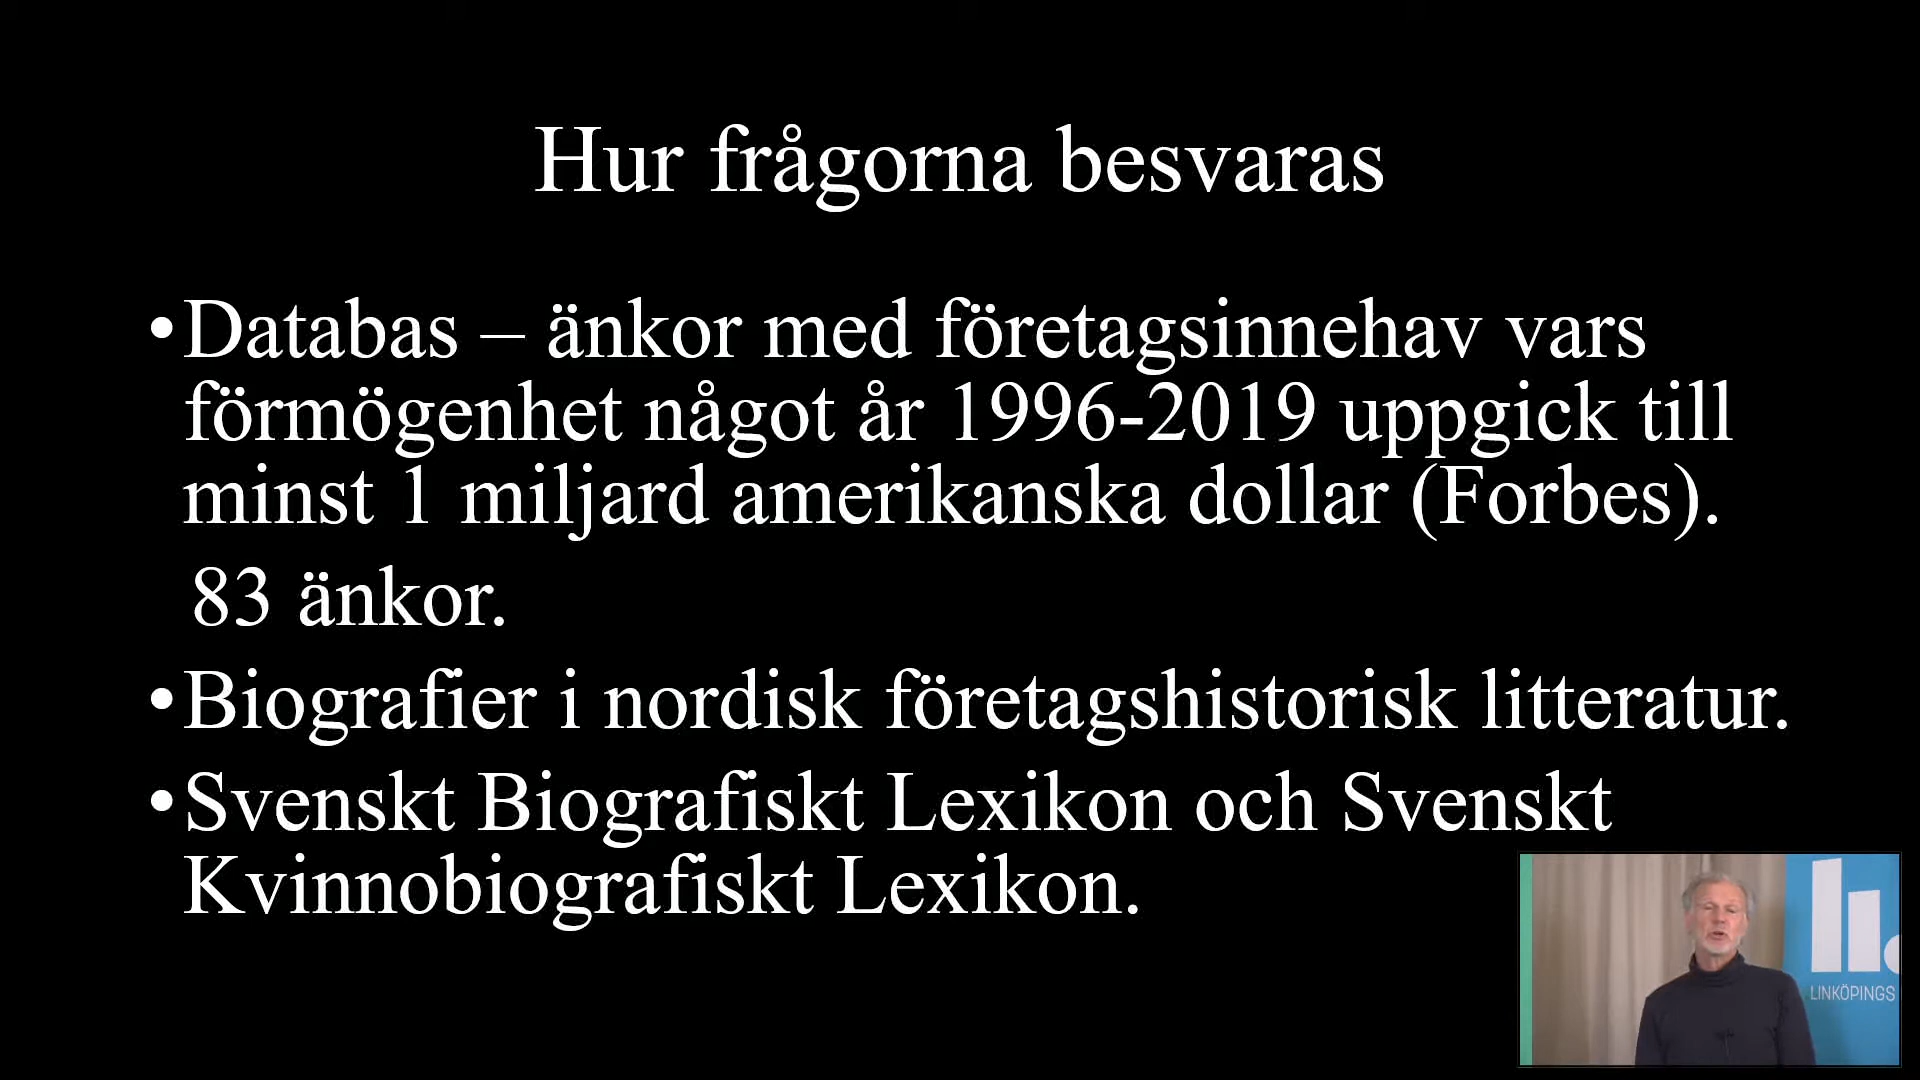 Hur frågorna besvaras
•Databas – änkor med företagsinnehav vars
förmögenhet något år 1996-2019 uppgick till
minst 1 miljard amerikanska dollar (Forbes).
83 änkor.
•Biografier i nordisk företagshistorisk litteratur.
•Svenskt Biografiskt Lexikon och Svenskt
Kvinnobiografiskt Lexikon.
LINKÖPINGS